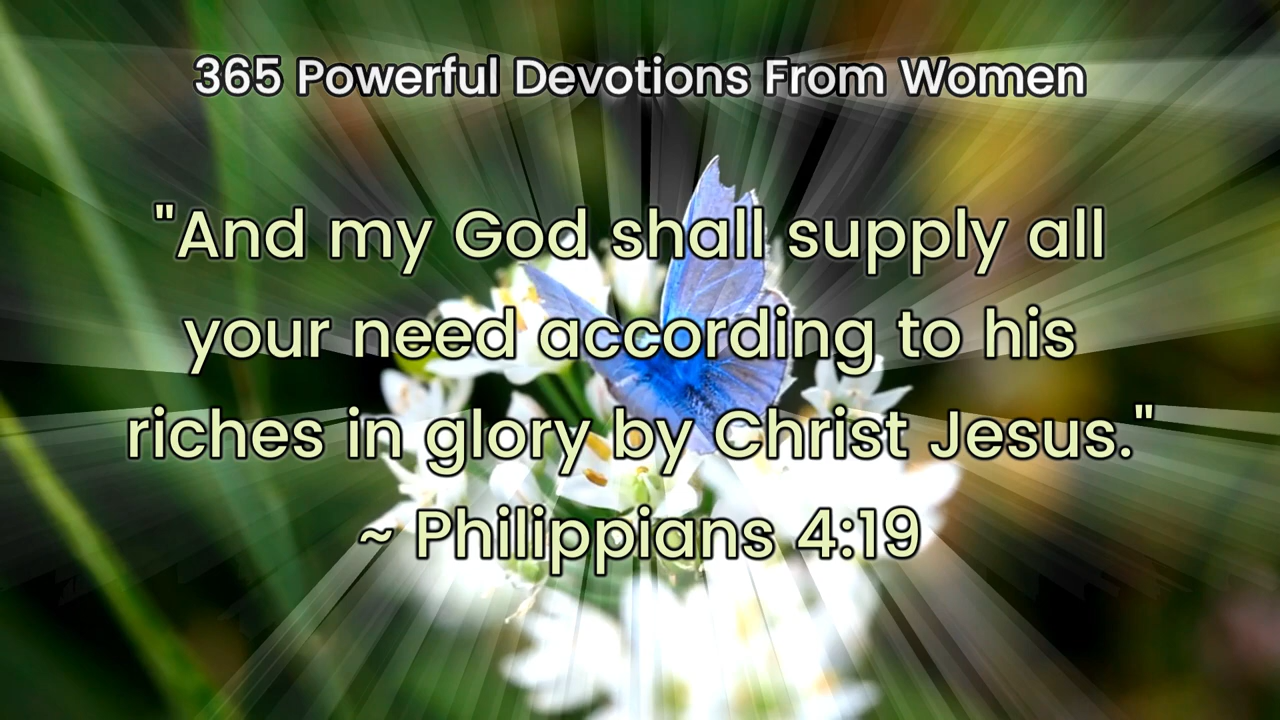 365 Powerful Devotions From Women
"And my God shall supply all
your need according to his
riches in glory by Christ Jesus."
~ Philippians 4:19